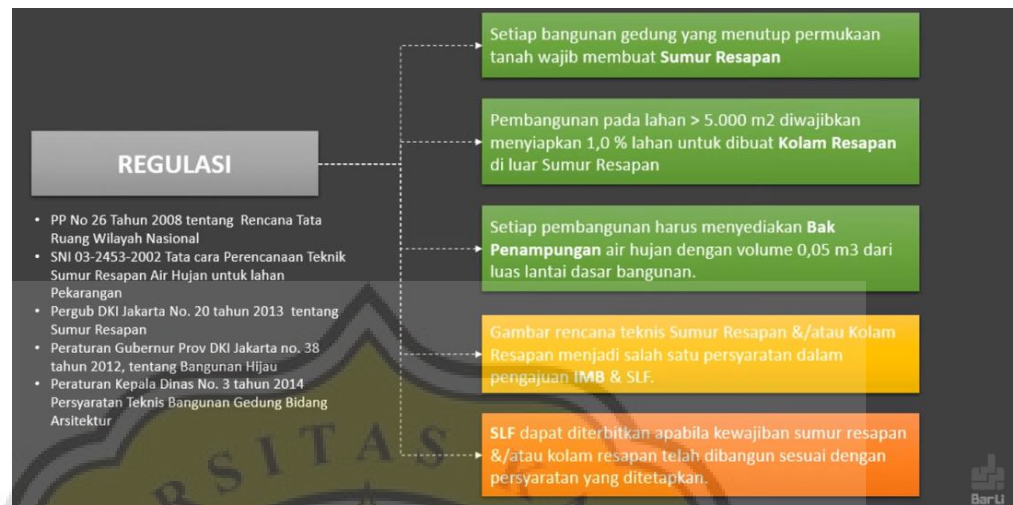 REGULASI
• PP No 26 Tahun 2008 tentang Rencana Tata
Ruang Wilayah Nasional
• SNI 03-2453-2002 Tata cara Perencanaan Teknik
Sumur Resapan Air Hujan untuk lahan
Pekarangan
• Pergub DKI Jakarta No. 20 tahun 2013 tentang
Sumur Resapan
• Peraturan Gubernur Prov DKI Jakarta no. 38
tahun 2012, tentang Bangunan Hijau
• Peraturan Kepala Dinas No. 3 tahun 2014
Persyaratan Teknis Bangunan Gedung Bidang
Arsitektur
Setiap bangunan gedung yang menutup permukaan
tanah wajib membuat Sumur Resapan
Pembangunan pada lahan > 5.000 m2 diwajibkan
menyiapkan 1,0 % lahan untuk dibuat Kolam Resapan
di luar Sumur Resapan
Setiap pembangunan harus menyediakan Bak
Penampungan air hujan dengan volume 0,05 m3 dari
luas lantai dasar bangunan.
Gambar rencana teknis Sumur Resapan &/atau Kolam
Resapan menjadi salah satu persyaratan dalam
pengajuan IMB & SLF.
SLF dapat diterbitkan apabila kewajiban sumur resapan
&/atau kolam resapan telah dibangun sesuai dengan
persyaratan yang ditetapkan.
RSITAS K
BarLi